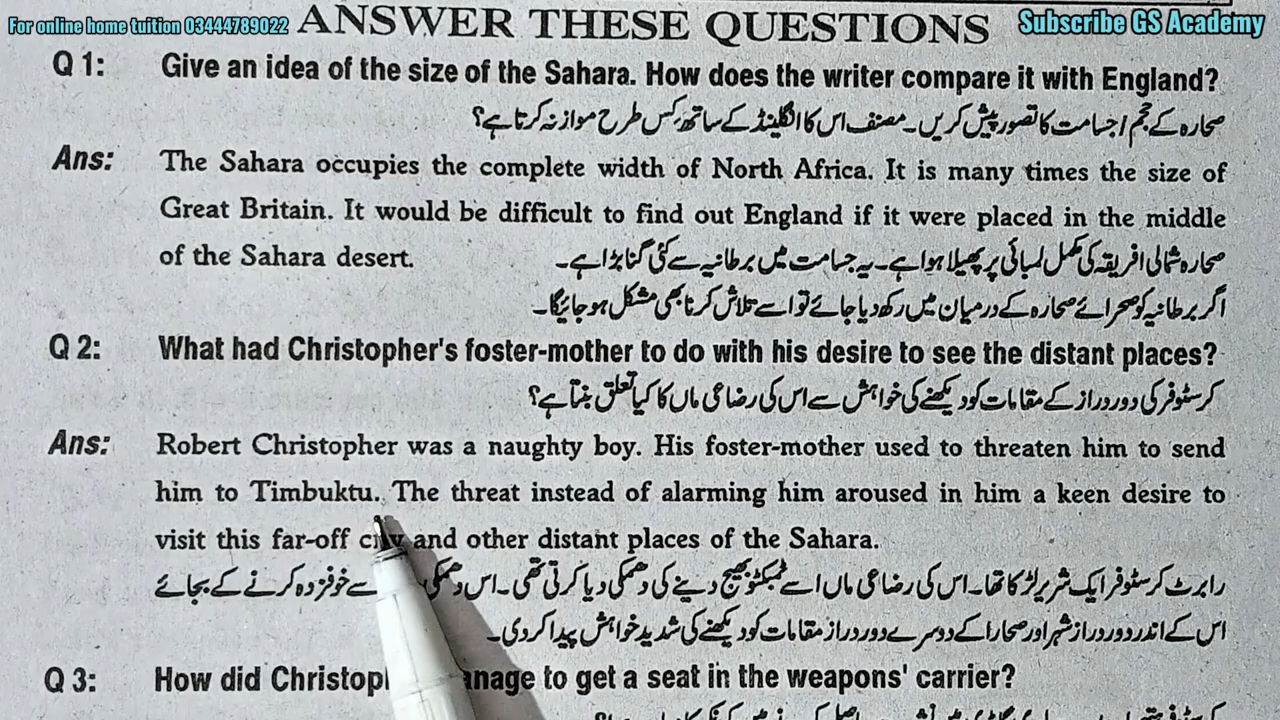 For online home tuition 03444789022
ANSWER THESE QUESTIONS
Subscribe GS Academy
Q 1: Give an idea of the size of the Sahara. How does the writer compare it with England?
صحارہ کے حجم / جسامت کا تصور پیش کریں۔ مصنف اس کا انگلینڈ کے ساتھ کس طرح موازنہ کرتا ہے؟
Ans: The Sahara occupies the complete width of North Africa. It is many times the size of
Great Britain. It would be difficult to find out England if it were placed in the middle
of the Sahara desert. صحارہ شمالی افریقہ کی مکمل لمبائی پر پھیلا ہوا ہے۔ یہ جسامت میں برطانیہ سے کئی گنا بڑا ہے۔
اگر برطانیہ کو صحرائے صحارہ کے درمیان میں رکھ دیا جائے تو اسے تلاش کرنا بھی مشکل ہو جائیگا۔
Q 2: What had Christopher's foster-mother to do with his desire to see the distant places?
کرسٹوفر کی دور دراز کے مقامات کو دیکھنے کی خواہش سے اس کی رضاعی ماں کا کیا تعلق بنتا ہے؟
Ans: Robert Christopher was a naughty boy. His foster-mother used to threaten him to send
him to Timbuktu. The threat instead of alarming him aroused in him a keen desire to
visit this far-off city and other distant places of the Sahara.
رابرٹ کرسٹوفر ایک شریر لڑکا تھا۔ اس کی رضاعی ماں اسے ٹمبکٹو بھیج دینے کی دھمکی دیا کرتی تھی۔ اس دھمکی سے خوفزدہ کرنے کے بجائے
اس کے اندر دور دراز شہر اور صحارا کے دوسرے دور دراز مقامات کو دیکھنے کی شدید خواہش پیدا کر دی۔
Q 3: How did to get a seat in the weapons' carrier?